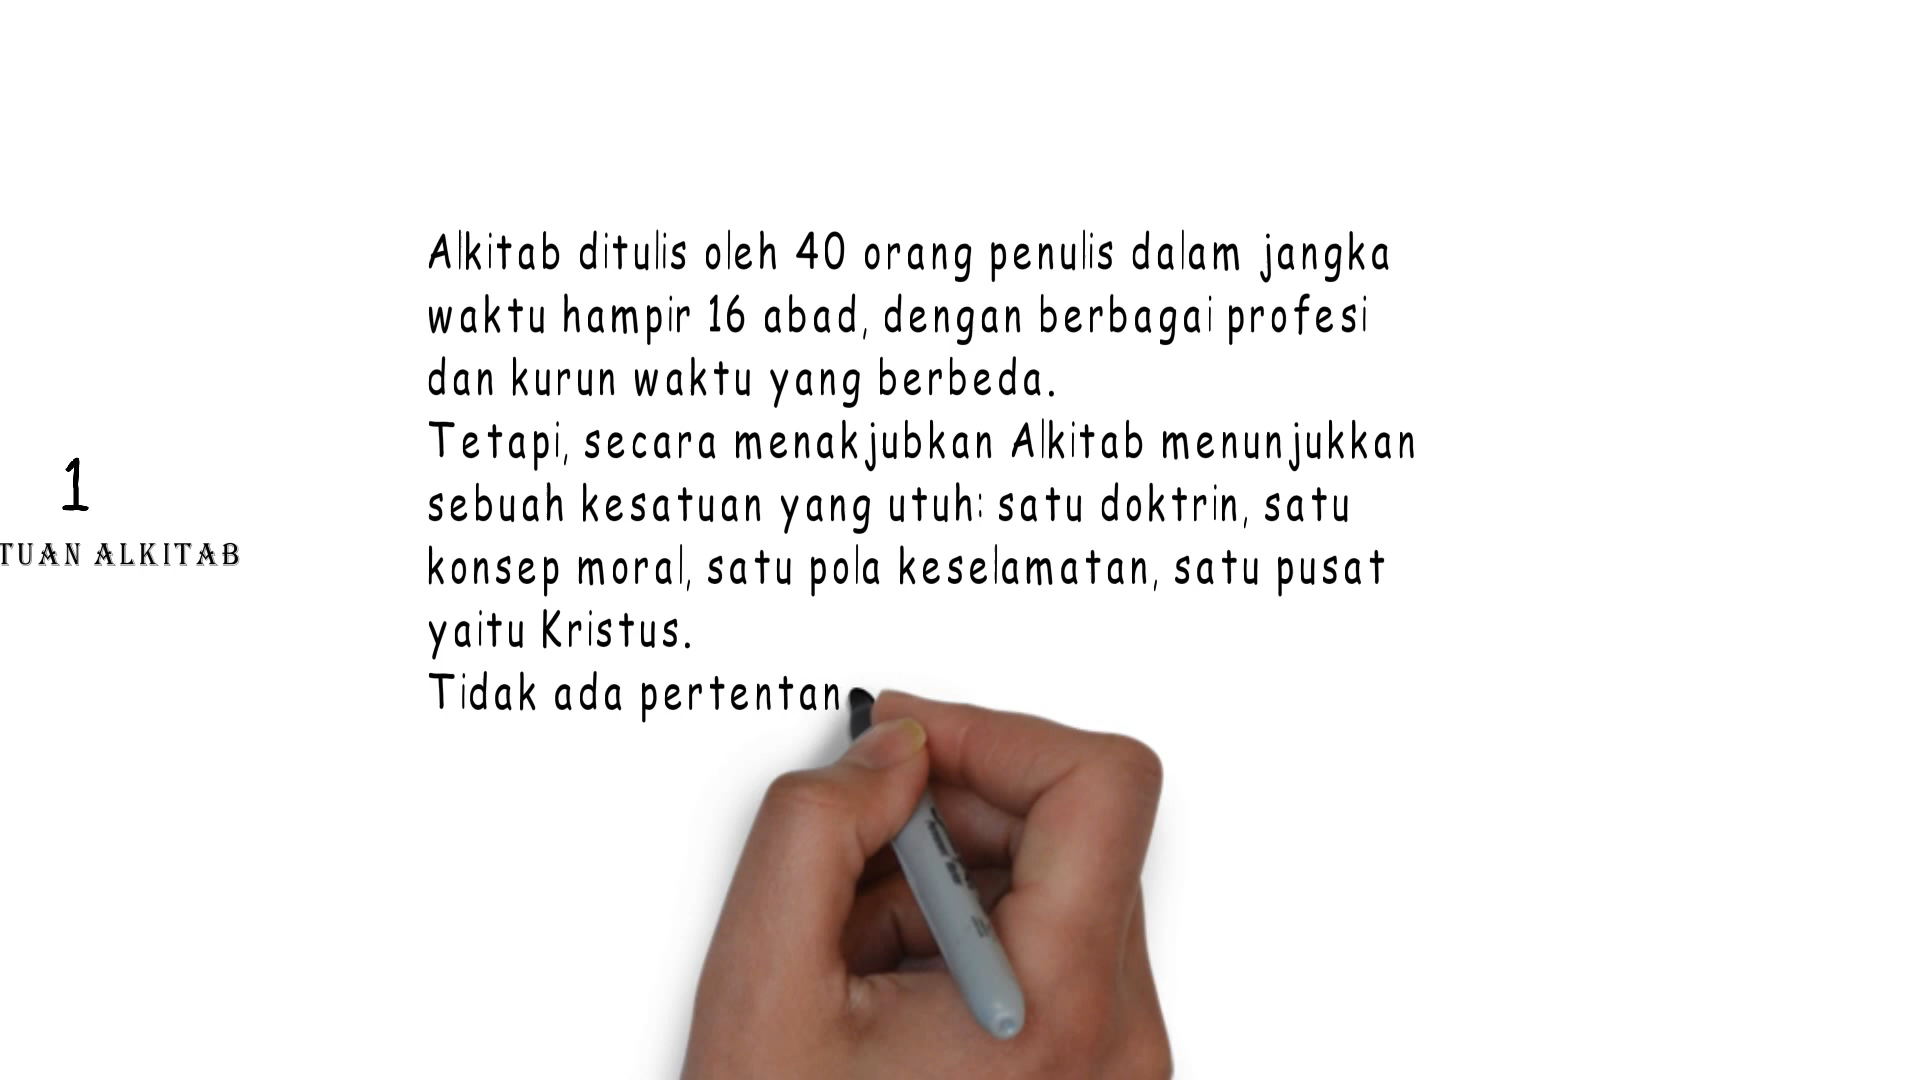 1
TUAN ALKITAB
Alkitab ditulis oleh 40 orang penulis dalam jangka
waktu hampir 16 abad, dengan berbagai profesi
dan kurun waktu yang berbeda.
Tetapi, secara menakjubkan Alkitab menunjukkan
sebuah kesatuan yang utuh: satu doktrin, satu
konsep moral, satu pola keselamatan, satu pusat
yaitu Kristus.
Tidak ada pertentan